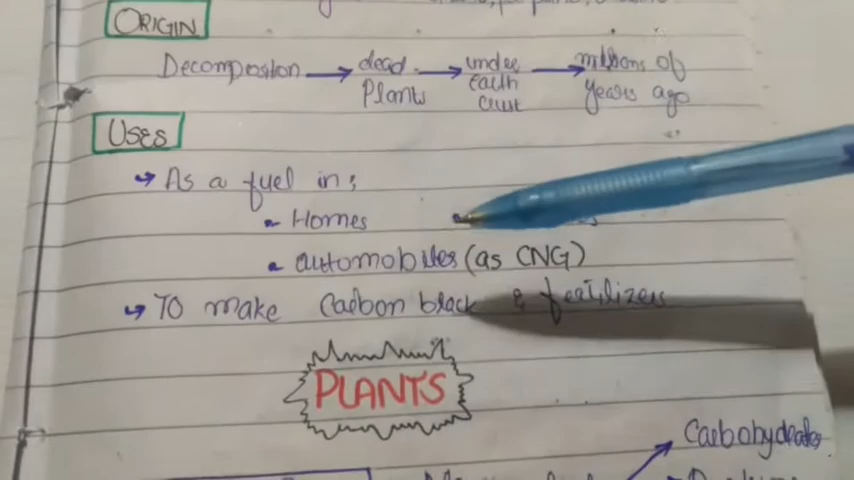 ORIGIN
Decomposition → dead Plants → under earth crust → millions of years ago
USES
↪ As a fuel in:
• Homes
• automobiles (as CNG)
↪ To make Carbon black & fertilizers
PLANTS
Carbohydrates